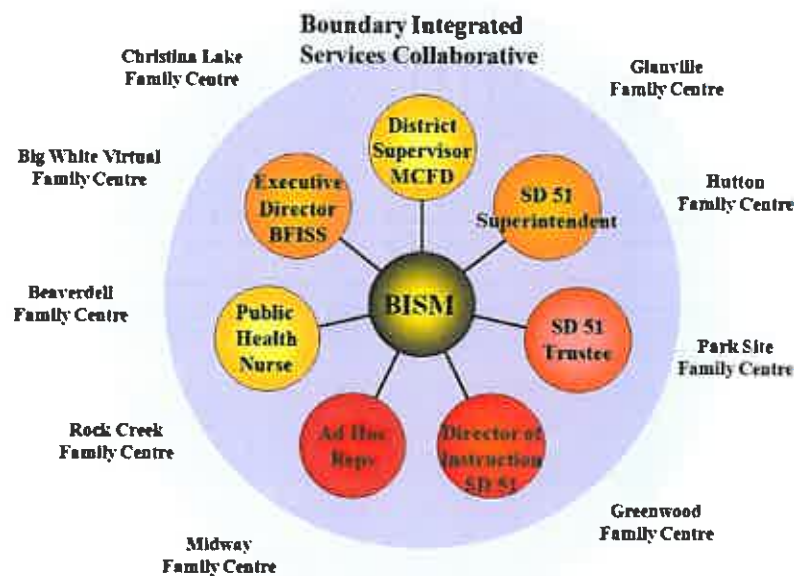 Boundary Integrated
Services Collaborative
Christina Lake
Family Centre
Glanville
Family Centre
Big White Virtual
Family Centre
Hutton
Family Centre
Beaverdell
Family Centre
Park Site
Family Centre
Rock Creek
Family Centre
Greenwood
Family Centre
Midway
Family Centre
District
Supervisor
MCFD
Executive
Director
BFISS
SD 51
Superintendent
BISM
Public
Health
Nurse
SD 51
Trustee
Ad Hoc
Reps
Director of
Instruction
SD 51